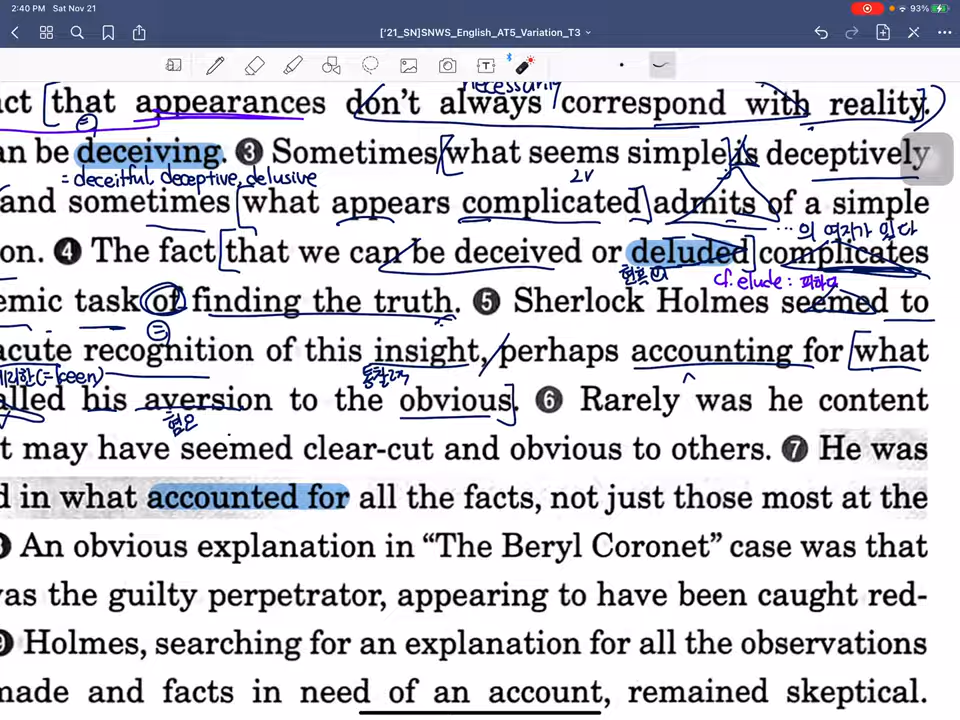 2:40 PM Sat Nov 21
93%
['21_SN]SNWS_English_AT5_Variation_T3
necessarily
act that appearances don't always correspond with reality.
an be deceiving. ❸ Sometimes what seems simple is deceptively
= deceitful, deceptive, delusive
2V
and sometimes what appears complicated admits of a simple
…의 여지가 있다
on. ❹ The fact that we can be deceived or deluded complicates
현혹된
cf. elude : 피하다
emic task of finding the truth. ❺ Sherlock Holmes seemed to
acute recognition of this insight, perhaps accounting for what
(= keen)
통찰력
alled his aversion to the obvious. ❻ Rarely was he content
혐오
t may have seemed clear-cut and obvious to others. ❼ He was
d in what accounted for all the facts, not just those most at the
An obvious explanation in “The Beryl Coronet” case was that
was the guilty perpetrator, appearing to have been caught red-
Holmes, searching for an explanation for all the observations
made and facts in need of an account, remained skeptical.